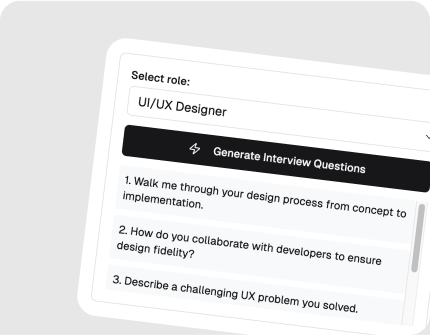 Select role:
UI/UX Designer
Generate Interview Questions
1. Walk me through your design process from concept to
implementation.
2. How do you collaborate with developers to ensure
design fidelity?
3. Describe a challenging UX problem you solved.